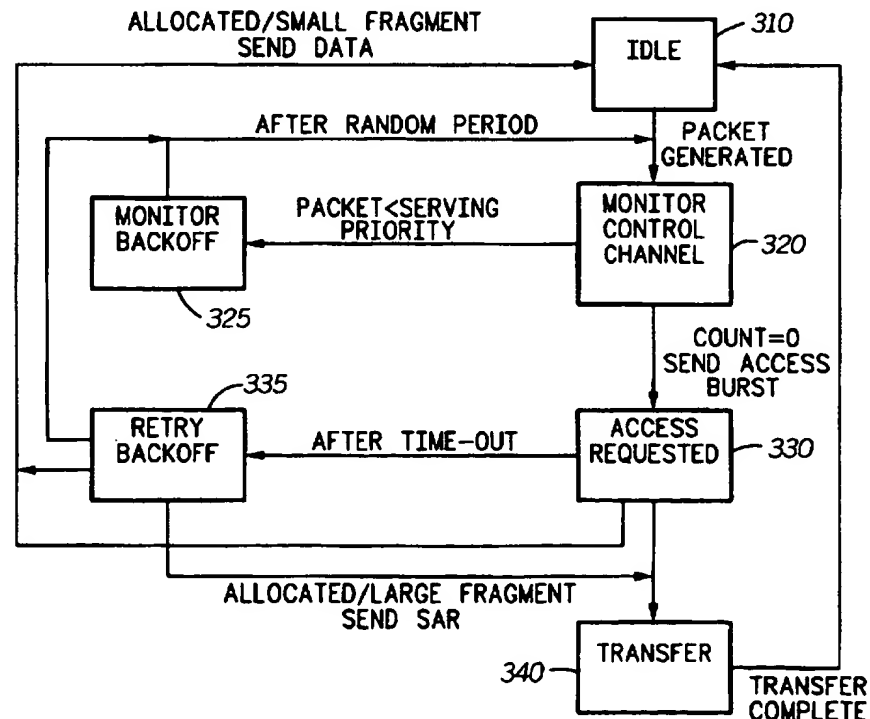 ALLOCATED/SMALL FRAGMENT
SEND DATA
IDLE
310
AFTER RANDOM PERIOD
PACKET
GENERATED
MONITOR
BACKOFF
325
PACKET<SERVING
PRIORITY
MONITOR
CONTROL
CHANNEL
320
COUNT=0
SEND ACCESS
BURST
335
RETRY
BACKOFF
AFTER TIME-OUT
ACCESS
REQUESTED
330
ALLOCATED/LARGE FRAGMENT
SEND SAR
TRANSFER
340
TRANSFER
COMPLETE